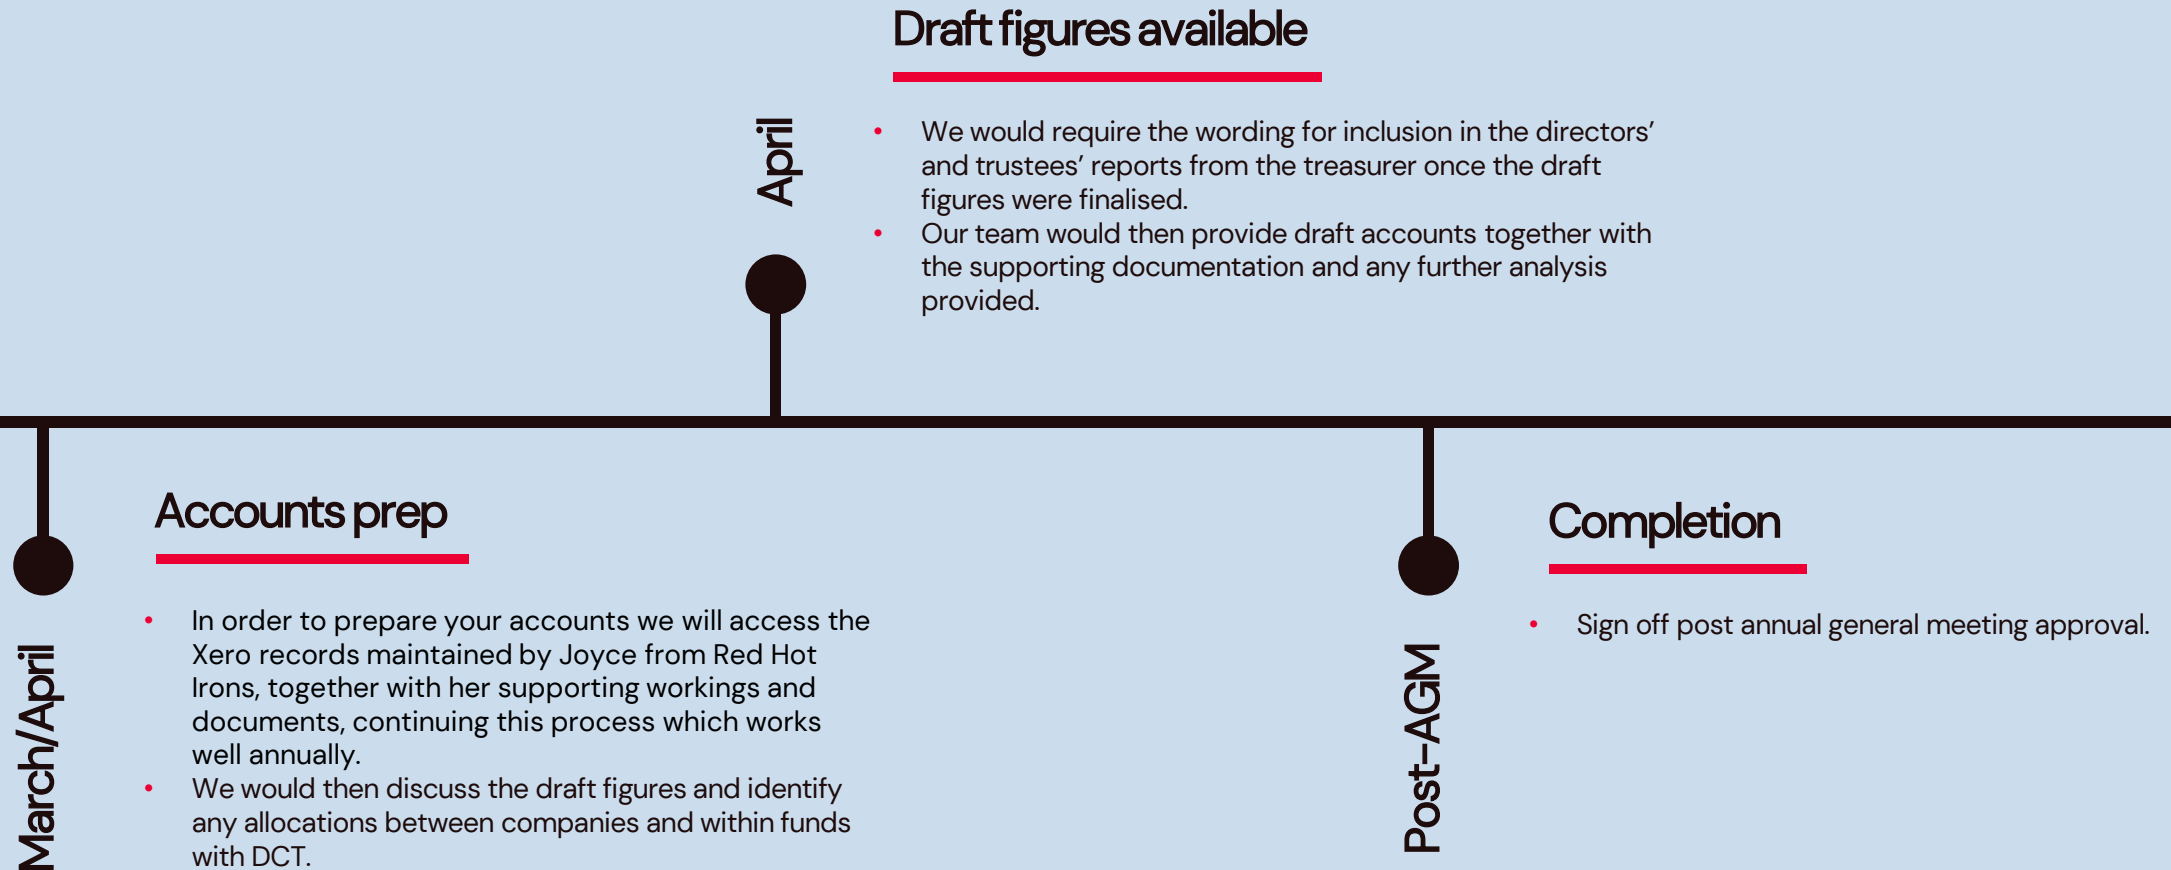 Draft figures available
April
• We would require the wording for inclusion in the directors’
and trustees’ reports from the treasurer once the draft
figures were finalised.
• Our team would then provide draft accounts together with
the supporting documentation and any further analysis
provided.
March/April
Accounts prep
• In order to prepare your accounts we will access the
Xero records maintained by Joyce from Red Hot
Irons, together with her supporting workings and
documents, continuing this process which works
well annually.
• We would then discuss the draft figures and identify
any allocations between companies and within funds
with DCT.
Post-AGM
Completion
• Sign off post annual general meeting approval.